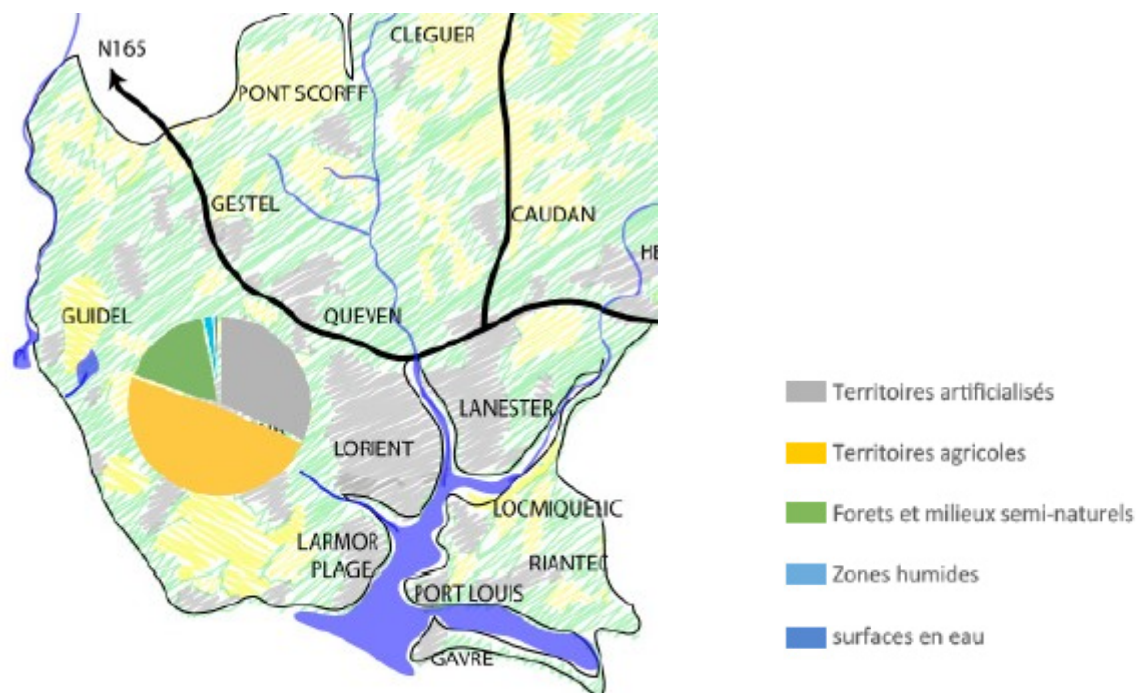 CLEGUER
N165
PONT SCORFF
GESTEL
CAUDAN
HE
GUIDEL
QUEVEN
LANESTER
LORIENT
LOCMIQUELIC
LARMOR
PLAGE
RIANTEC
PORT LOUIS
GAVRE
Territoires artificialisés
Territoires agricoles
Forets et milieux semi-naturels
Zones humides
surfaces en eau